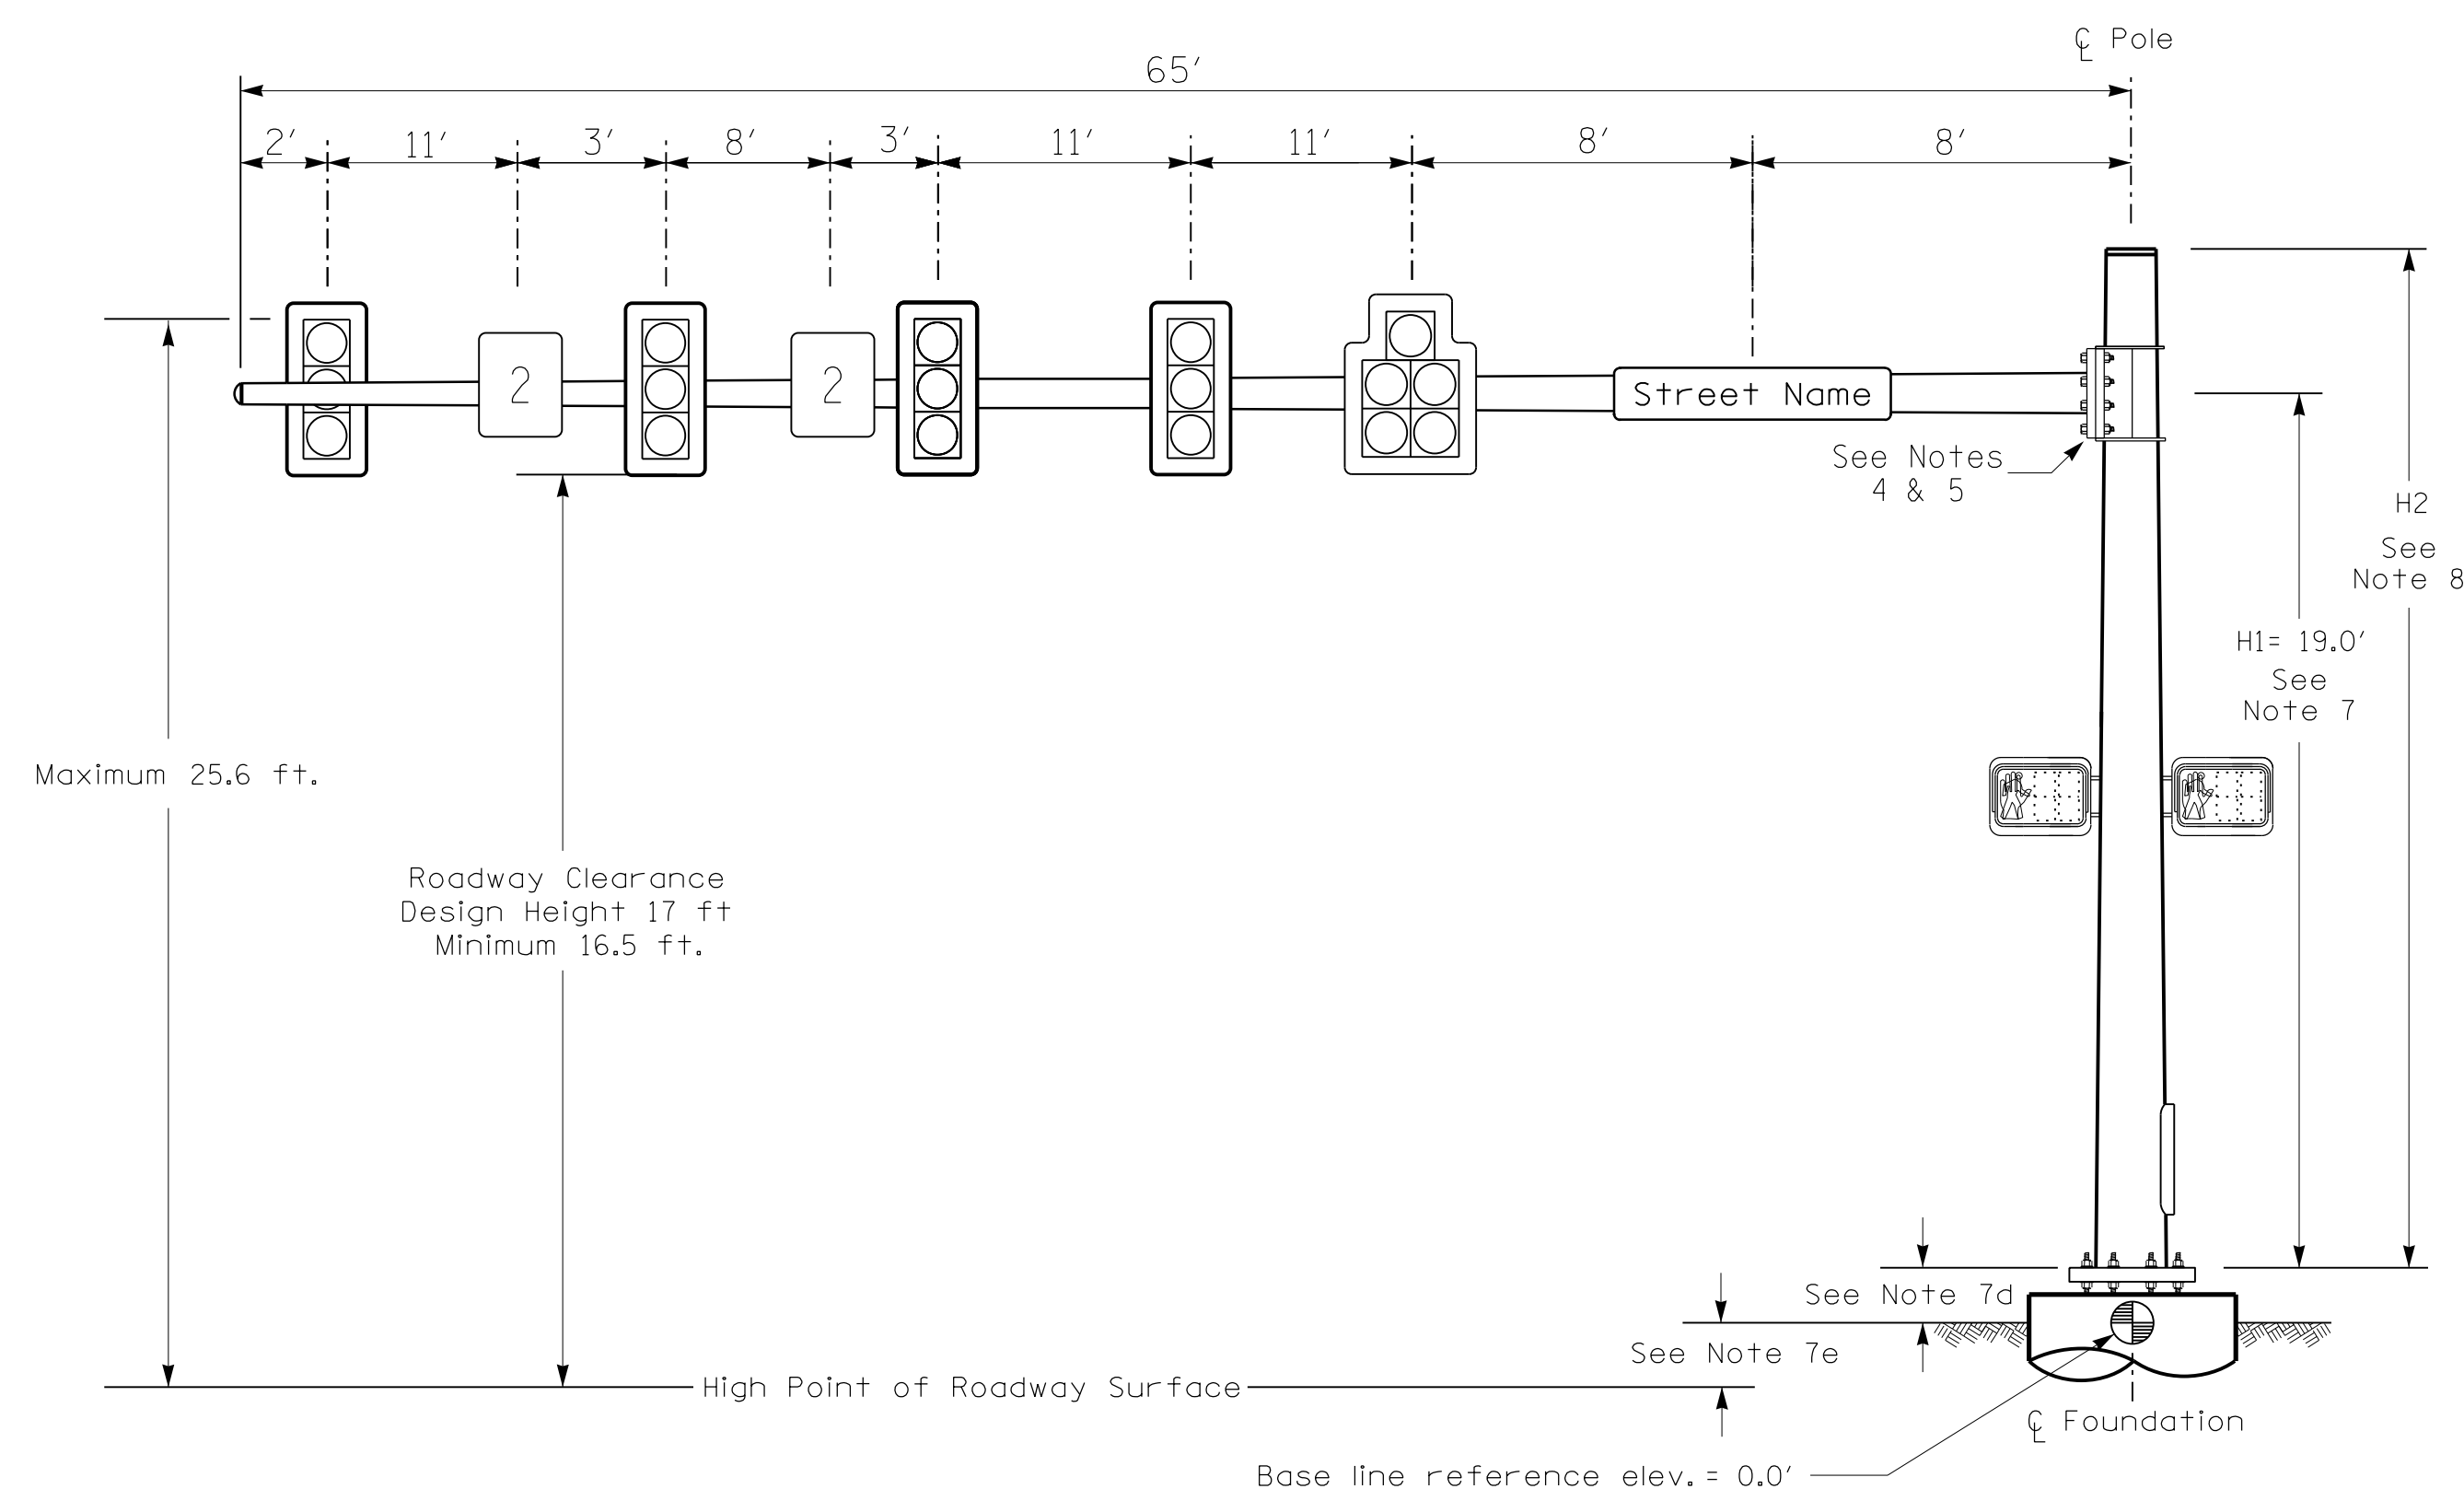 ℄ Pole
65'
2' 11' 3' 8' 3' 11' 11' 8' 8'
2 2
Street Name
See Notes
4 & 5
H2
See
Note 8
H1= 19.0'
See
Note 7
Maximum 25.6 ft.
Roadway Clearance
Design Height 17 ft
Minimum 16.5 ft.
See Note 7d
See Note 7e
High Point of Roadway Surface
℄ Foundation
Base line reference elev.= 0.0'